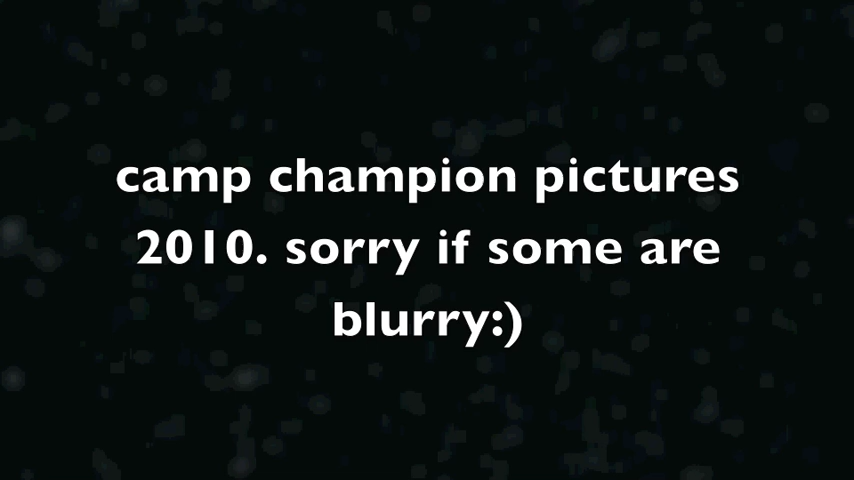 camp champion pictures
2010. sorry if some are
blurry:)